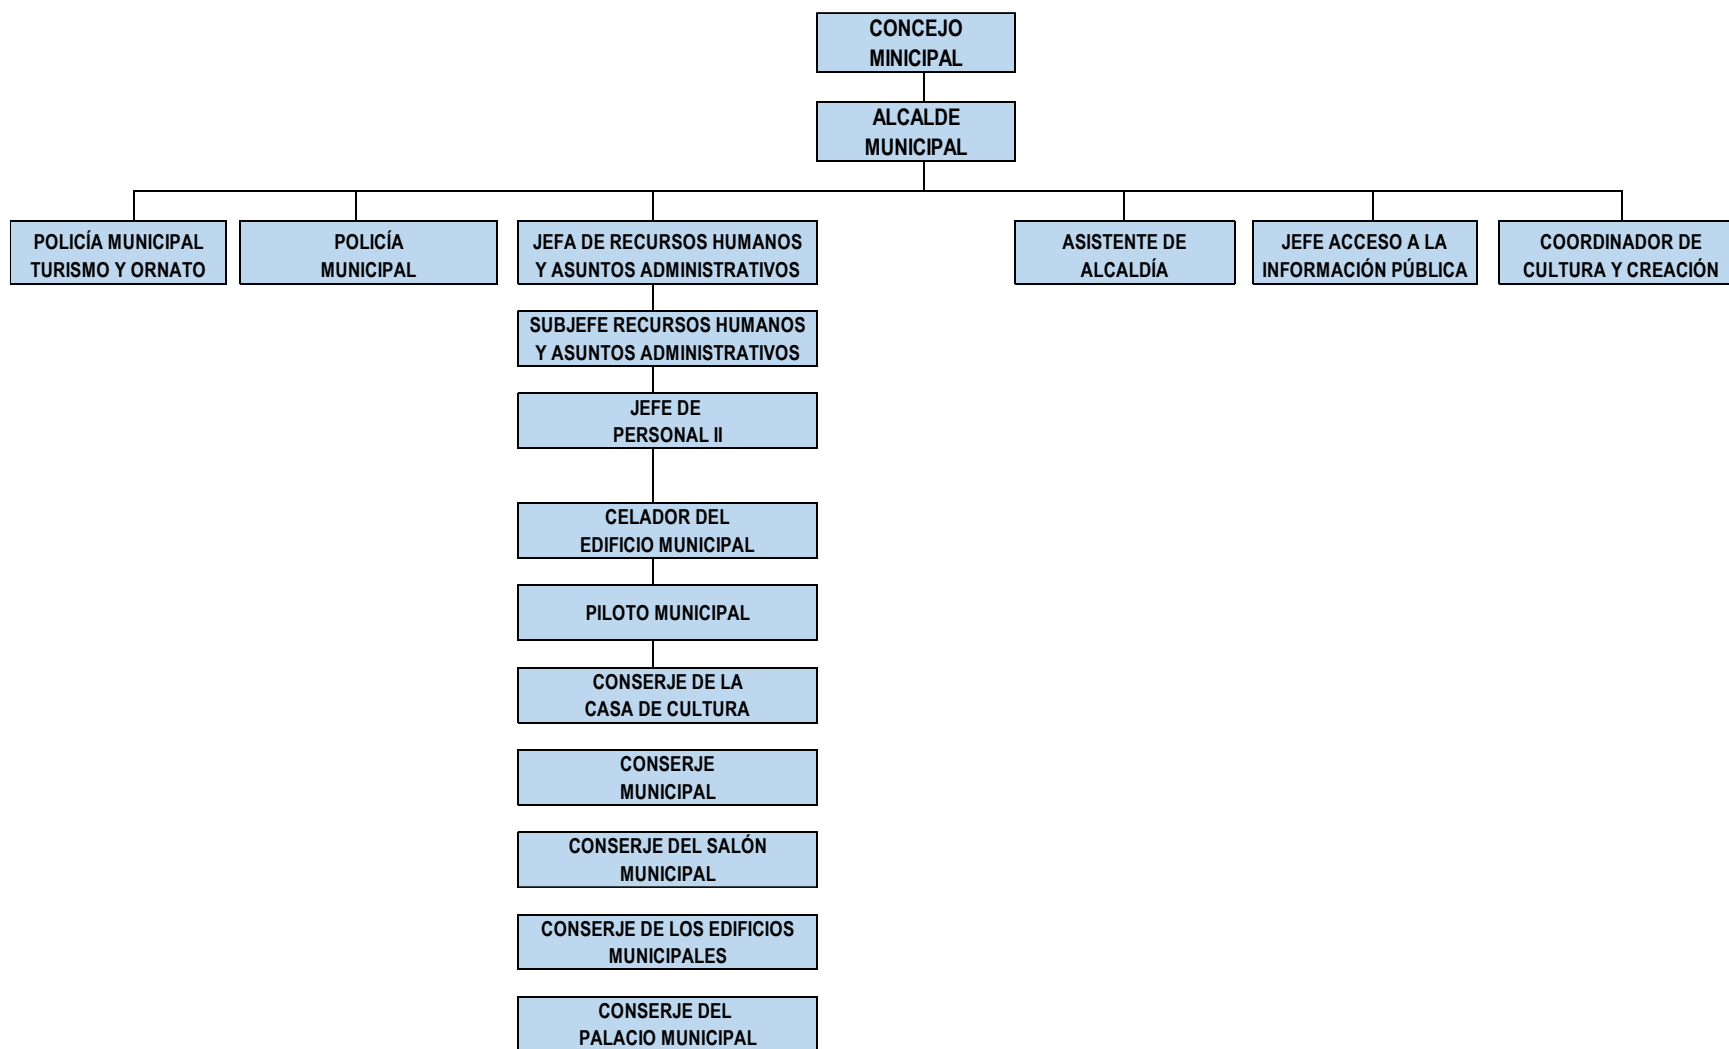 CONCEJO
MINICIPAL
ALCALDE
MUNICIPAL
POLICÍA MUNICIPAL
TURISMO Y ORNATO
POLICÍA
MUNICIPAL
JEFA DE RECURSOS HUMANOS
Y ASUNTOS ADMINISTRATIVOS
ASISTENTE DE
ALCALDÍA
JEFE ACCESO A LA
INFORMACIÓN PÚBLICA
COORDINADOR DE
CULTURA Y CREACIÓN
SUBJEFE RECURSOS HUMANOS
Y ASUNTOS ADMINISTRATIVOS
JEFE DE
PERSONAL II
CELADOR DEL
EDIFICIO MUNICIPAL
PILOTO MUNICIPAL
CONSERJE DE LA
CASA DE CULTURA
CONSERJE
MUNICIPAL
CONSERJE DEL SALÓN
MUNICIPAL
CONSERJE DE LOS EDIFICIOS
MUNICIPALES
CONSERJE DEL
PALACIO MUNICIPAL